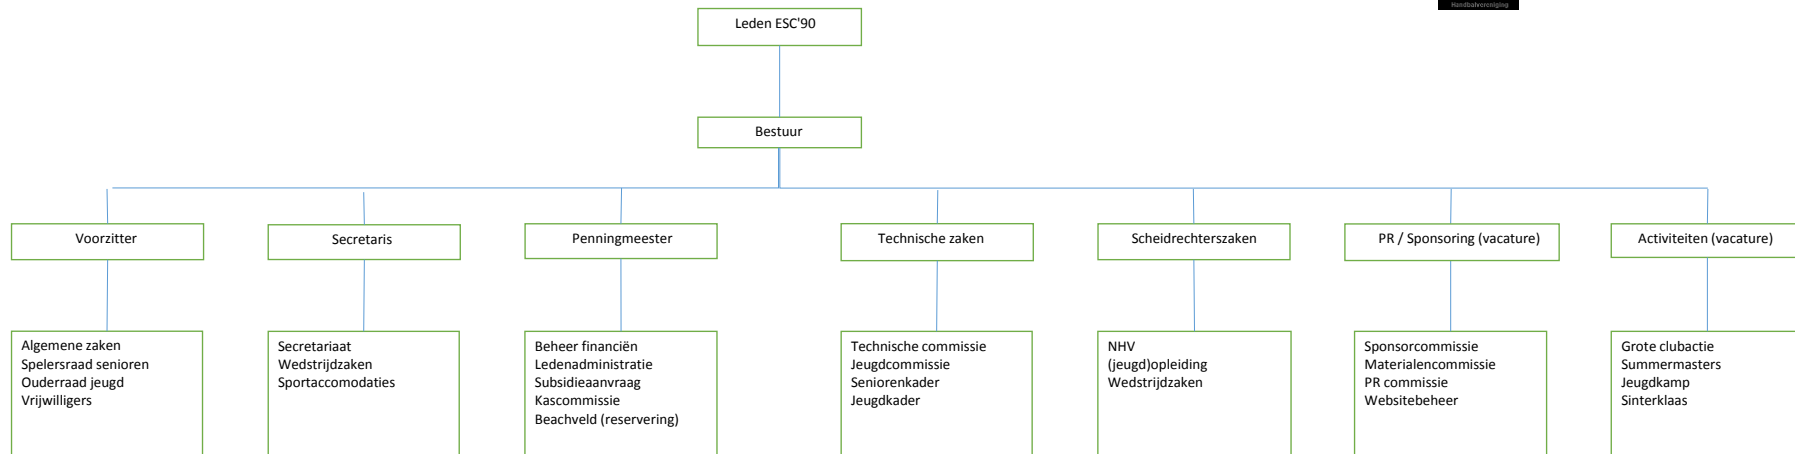 Handbalvereniging
Leden ESC'90
Bestuur
Voorzitter
Secretaris
Penningmeester
Technische zaken
Scheidrechterszaken
PR / Sponsoring (vacature)
Activiteiten (vacature)
Algemene zaken
Spelersraad senioren
Ouderraad jeugd
Vrijwilligers
Secretariaat
Wedstrijdzaken
Sportaccomodaties
Beheer financiën
Ledenadministratie
Subsidieaanvraag
Kascommissie
Beachveld (reservering)
Technische commissie
Jeugdcommissie
Seniorenkader
Jeugdkader
NHV
(jeugd)opleiding
Wedstrijdzaken
Sponsorcommissie
Materialencommissie
PR commissie
Websitebeheer
Grote clubactie
Summermasters
Jeugdkamp
Sinterklaas